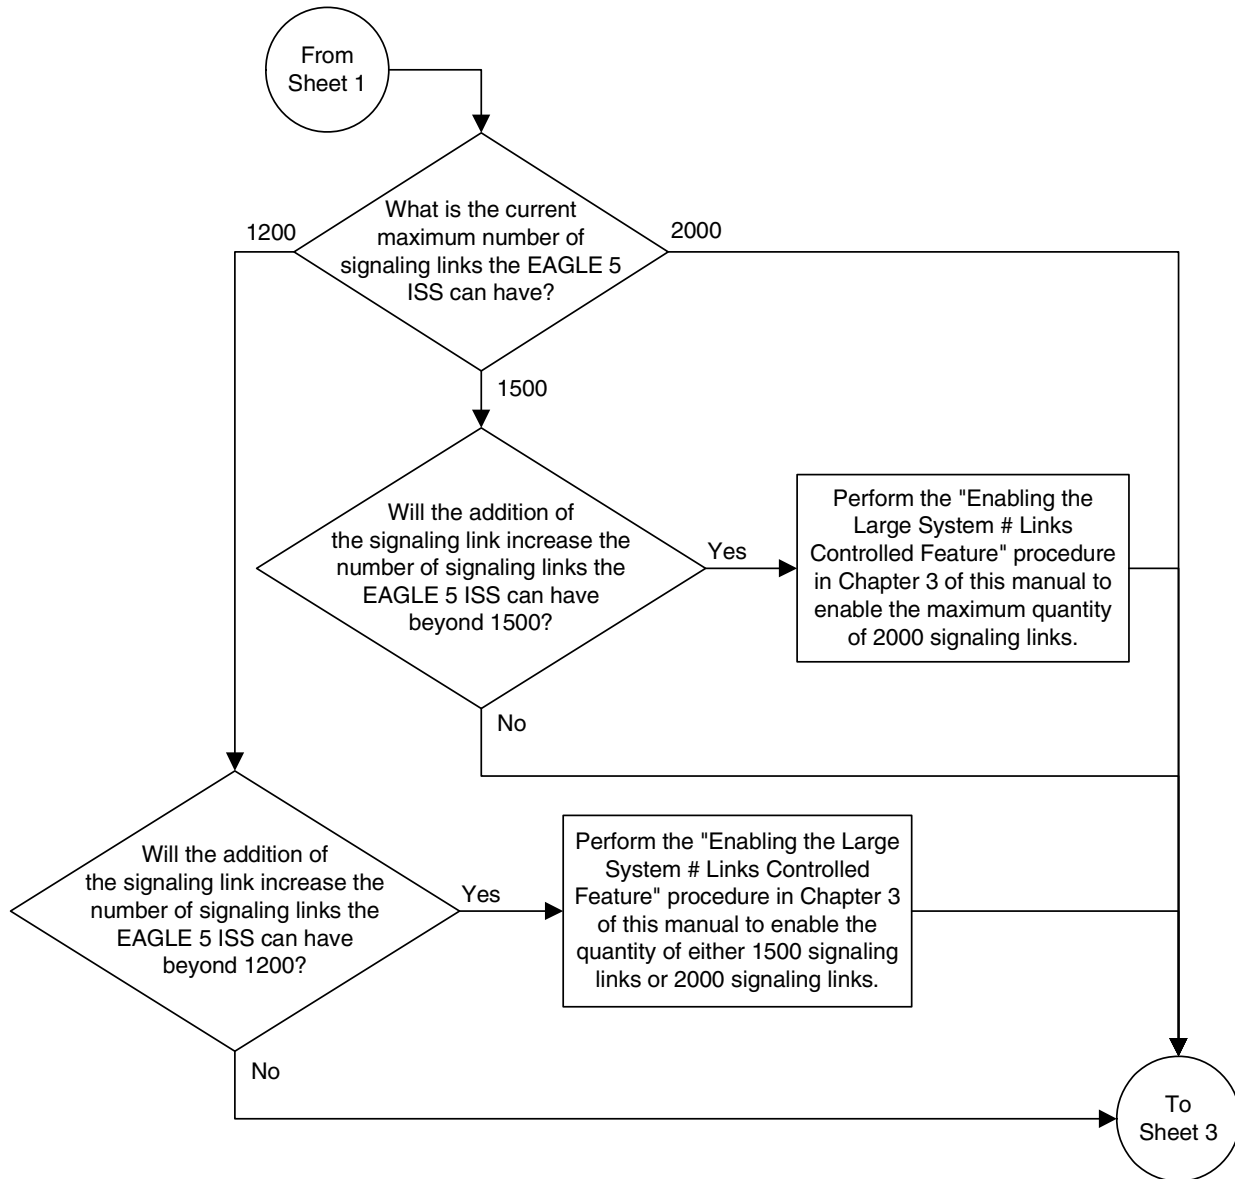 From
Sheet 1
What is the current
maximum number of
signaling links the EAGLE 5
ISS can have?
1200
2000
1500
Will the addition of
the signaling link increase the
number of signaling links the
EAGLE 5 ISS can have
beyond 1500?
Yes
Perform the "Enabling the
Large System # Links
Controlled Feature" procedure
in Chapter 3 of this manual to
enable the maximum quantity
of 2000 signaling links.
No
Will the addition of
the signaling link increase the
number of signaling links the
EAGLE 5 ISS can have
beyond 1200?
Yes
Perform the "Enabling the Large
System # Links Controlled
Feature" procedure in Chapter 3
of this manual to enable the
quantity of either 1500 signaling
links or 2000 signaling links.
No
To
Sheet 3